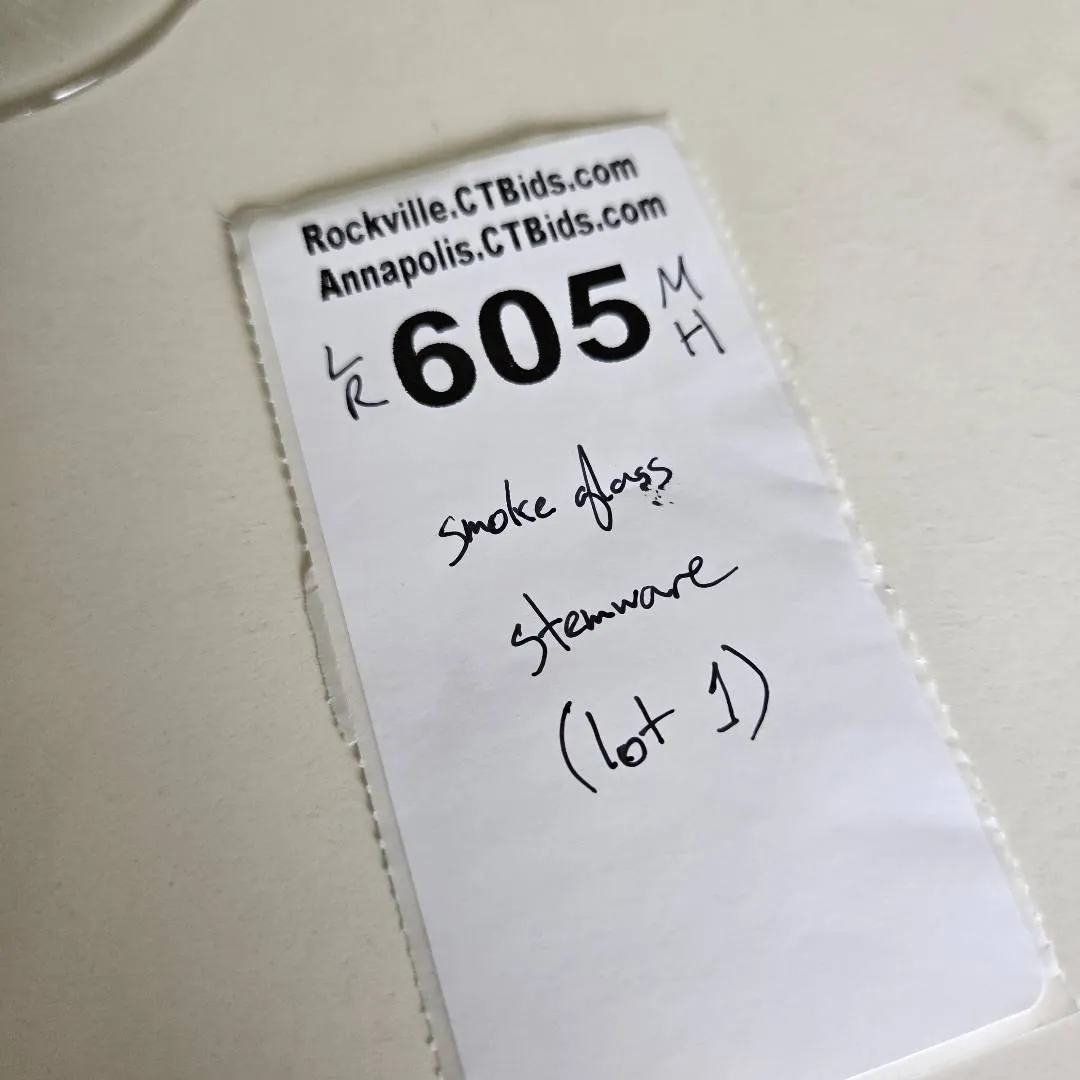 Rockville.CTBids.com
Annapolis.CTBids.com
L R 605 M H
smoke glass
stemware
(lot 1)